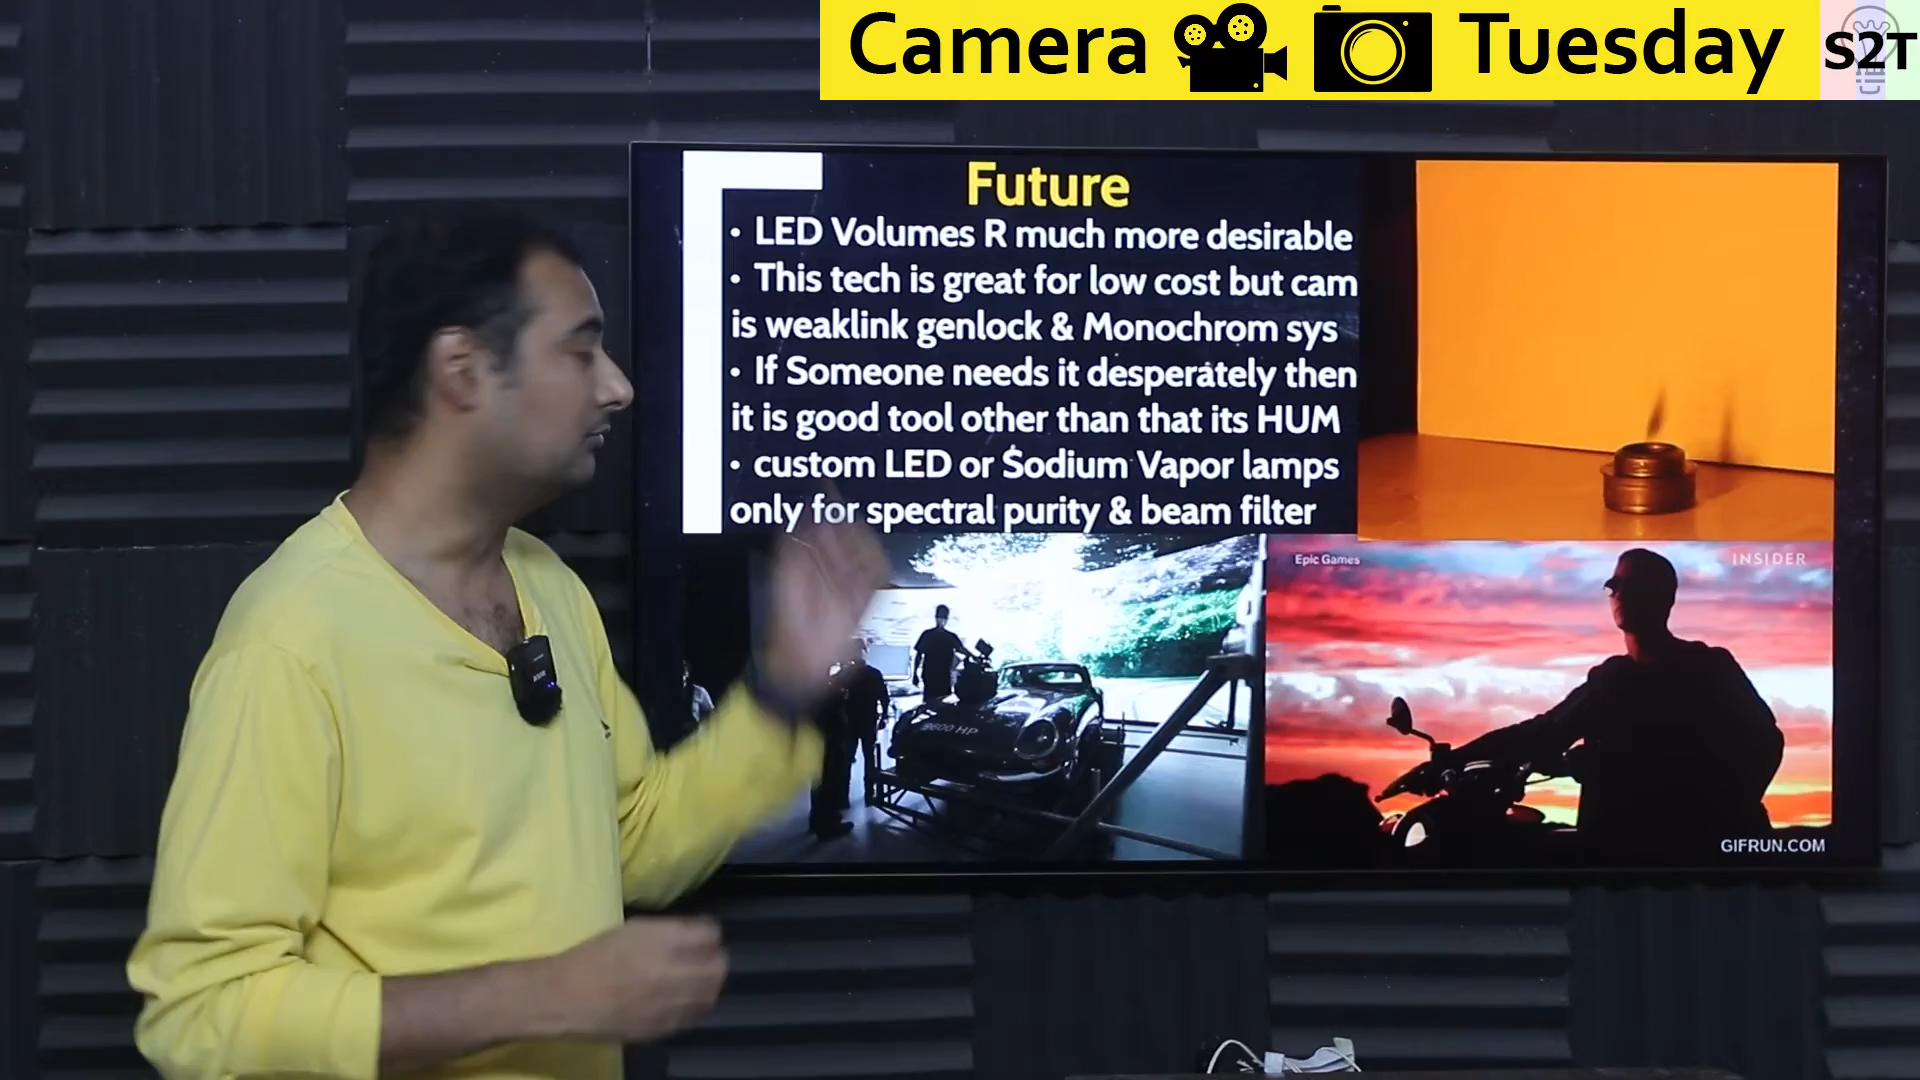 Camera Tuesday S2T
Future
• LED Volumes R much more desirable
• This tech is great for low cost but cam
is weaklink genlock & Monochrom sys
• If Someone needs it desperately then
it is good tool other than that its HUM
• custom LED or Sodium Vapor lamps
only for spectral purity & beam filter
Epic Games
INSIDER
9600 HP
GIFRUN.COM